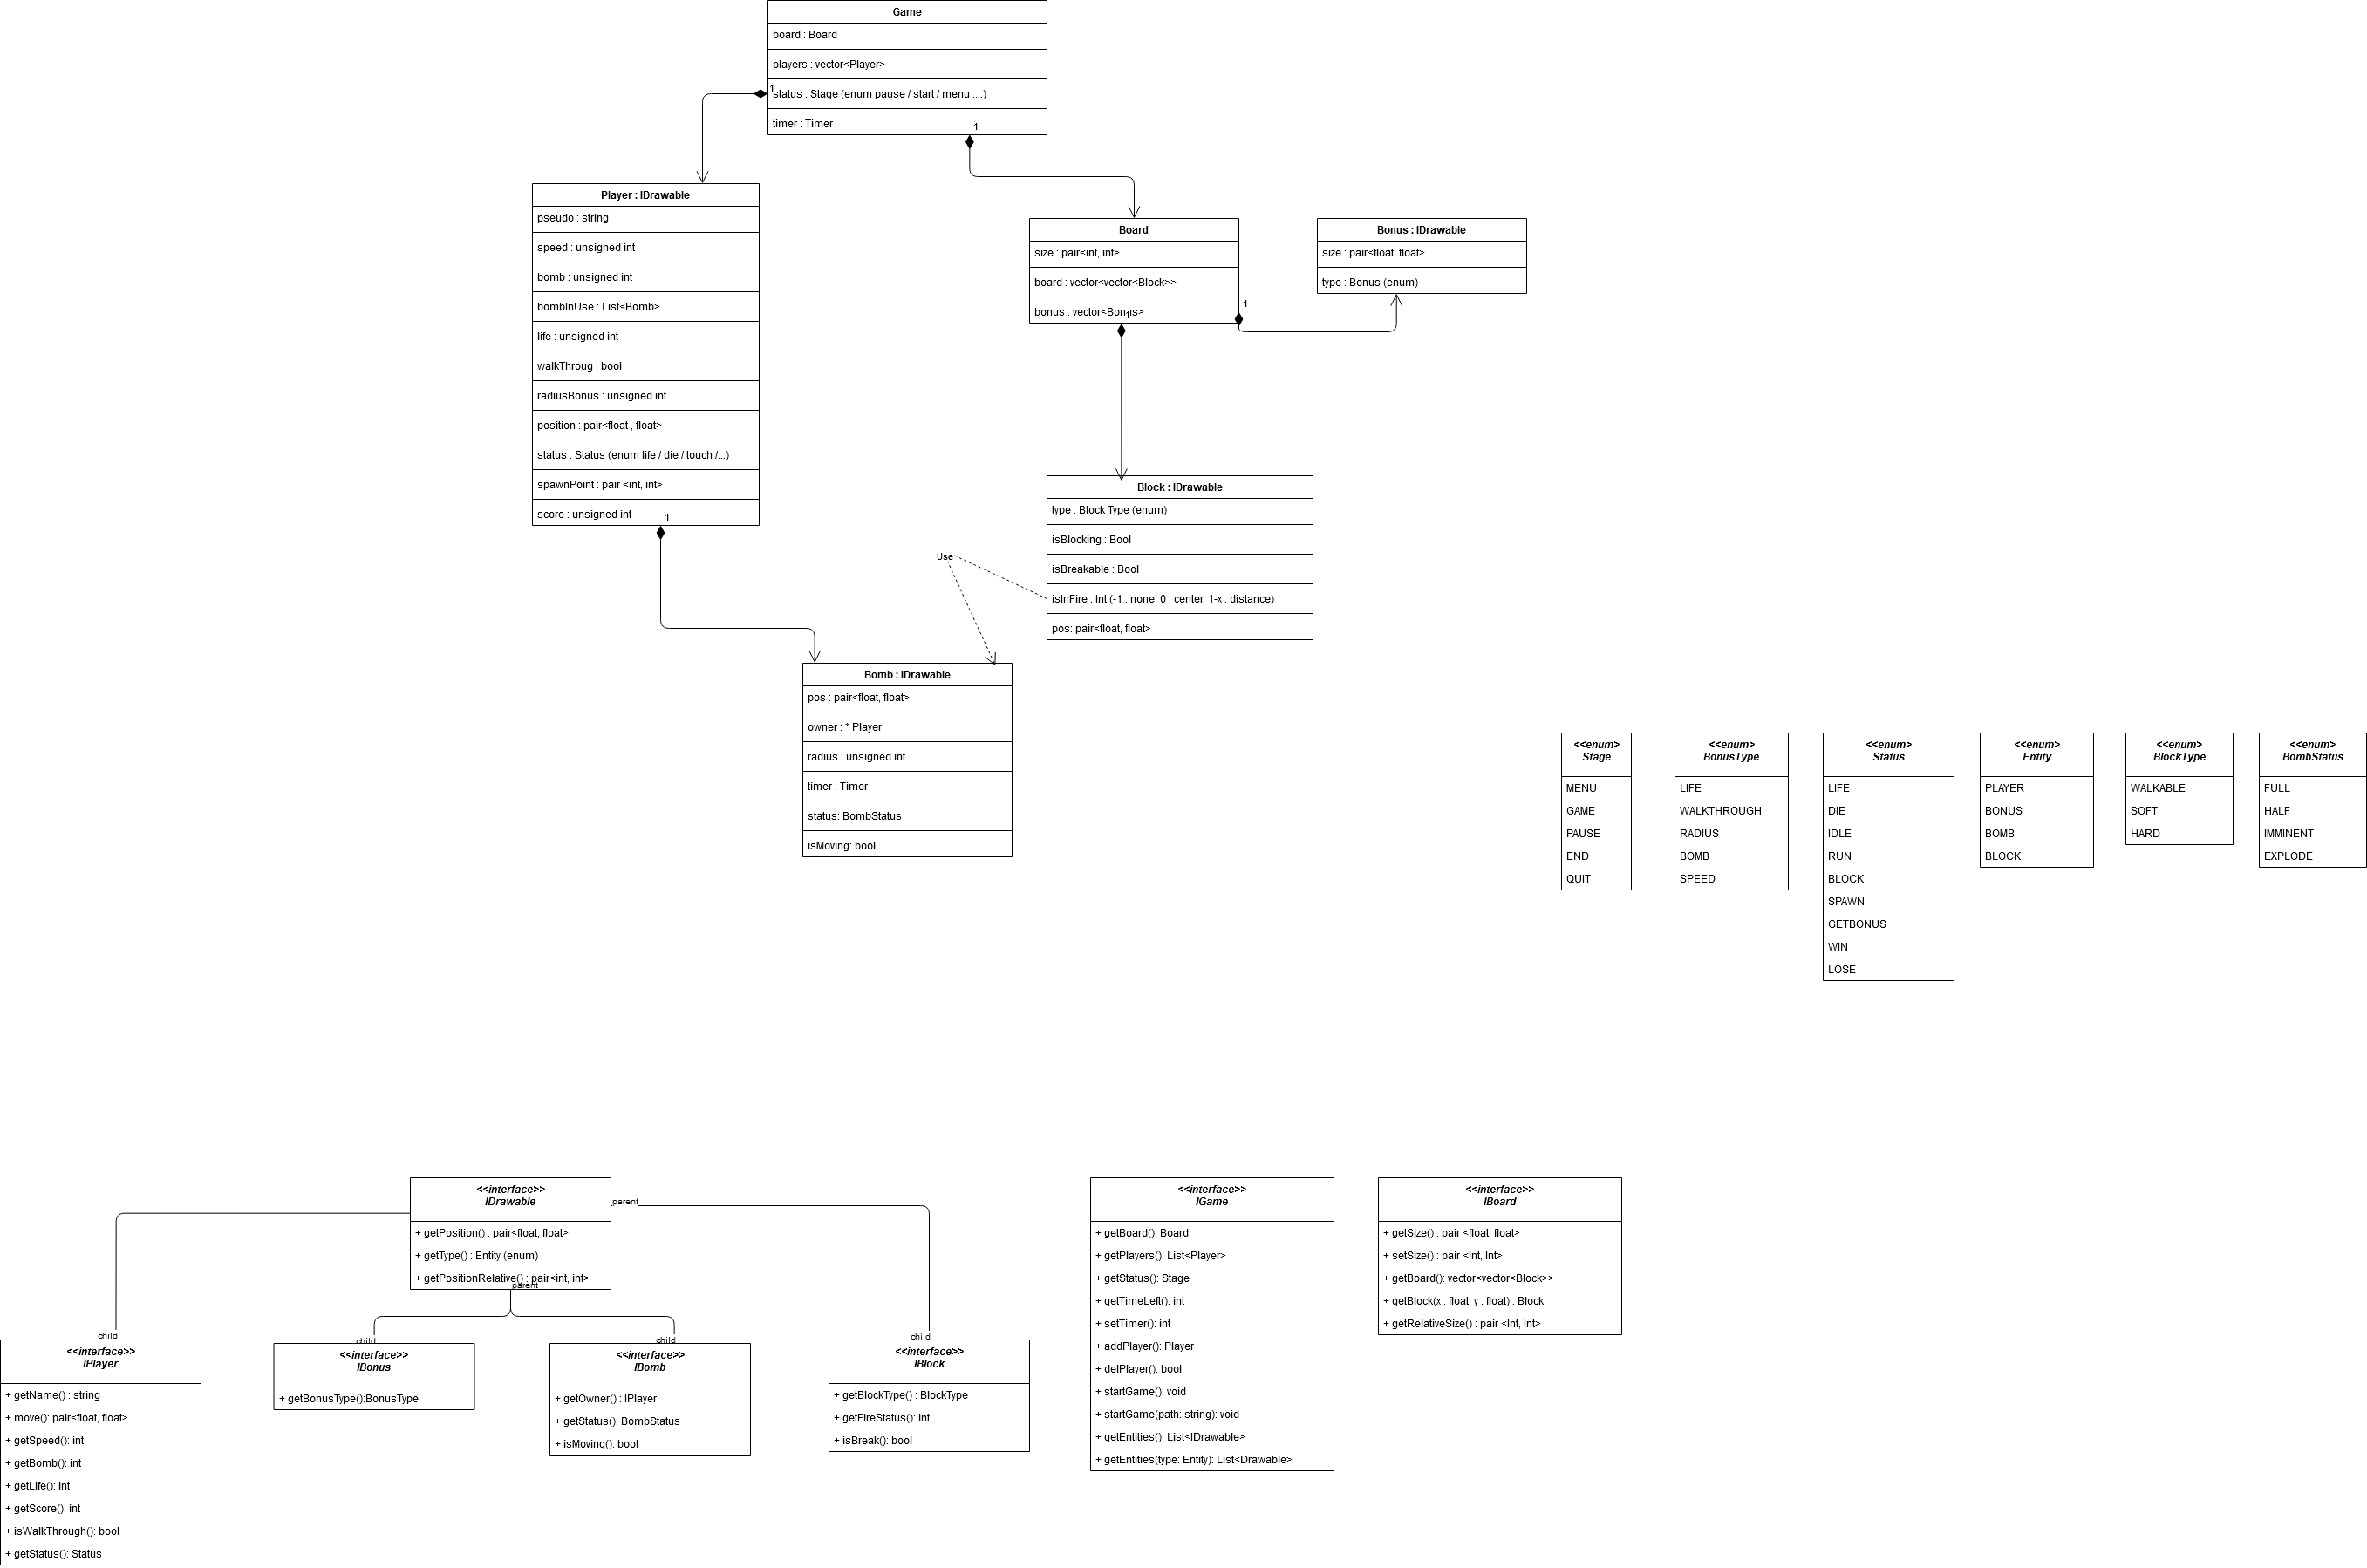 Game
board : Board
players : vector<Player>
1
status : Stage (enum pause / start / menu ....)
timer : Timer
1
Player : IDrawable
pseudo : string
speed : unsigned int
bomb : unsigned int
bombInUse : List<Bomb>
life : unsigned int
walkThroug : bool
radiusBonus : unsigned int
position : pair<float , float>
status : Status (enum life / die / touch /...)
spawnPoint : pair <int, int>
score : unsigned int
1
Board
size : pair<int, int>
board : vector<vector<Block>>
bonus : vector<Bonus>
1
1
Bonus : IDrawable
size : pair<float, float>
type : Bonus (enum)
Block : IDrawable
type : Block Type (enum)
isBlocking : Bool
isBreakable : Bool
isInFire : Int (-1 : none, 0 : center, 1-x : distance)
pos: pair<float, float>
Use
Bomb : IDrawable
pos : pair<float, float>
owner : * Player
radius : unsigned int
timer : Timer
status: BombStatus
isMoving: bool
<<enum>>
Stage
MENU
GAME
PAUSE
END
QUIT
<<enum>>
BonusType
LIFE
WALKTHROUGH
RADIUS
BOMB
SPEED
<<enum>>
Status
LIFE
DIE
IDLE
RUN
BLOCK
SPAWN
GETBONUS
WIN
LOSE
<<enum>>
Entity
PLAYER
BONUS
BOMB
BLOCK
<<enum>>
BlockType
WALKABLE
SOFT
HARD
<<enum>>
BombStatus
FULL
HALF
IMMINENT
EXPLODE
<<interface>>
IDrawable
+ getPosition() : pair<float, float>
+ getType() : Entity (enum)
+ getPositionRelative() : pair<int, int>
parent
parent
child
<<interface>>
IPlayer
+ getName() : string
+ move(): pair<float, float>
+ getSpeed(): int
+ getBomb(): int
+ getLife(): int
+ getScore(): int
+ isWalkThrough(): bool
+ getStatus(): Status
child
<<interface>>
IBonus
+ getBonusType():BonusType
child
<<interface>>
IBomb
+ getOwner() : IPlayer
+ getStatus(): BombStatus
+ isMoving(): bool
child
<<interface>>
IBlock
+ getBlockType() : BlockType
+ getFireStatus(): int
+ isBreak(): bool
<<interface>>
IGame
+ getBoard(): Board
+ getPlayers(): List<Player>
+ getStatus(): Stage
+ getTimeLeft(): int
+ setTimer(): int
+ addPlayer(): Player
+ delPlayer(): bool
+ startGame(): void
+ startGame(path: string): void
+ getEntities(): List<IDrawable>
+ getEntities(type: Entity): List<Drawable>
<<interface>>
IBoard
+ getSize() : pair <float, float>
+ setSize() : pair <Int, Int>
+ getBoard(): vector<vector<Block>>
+ getBlock(x : float, y : float) : Block
+ getRelativeSize() : pair <Int, Int>